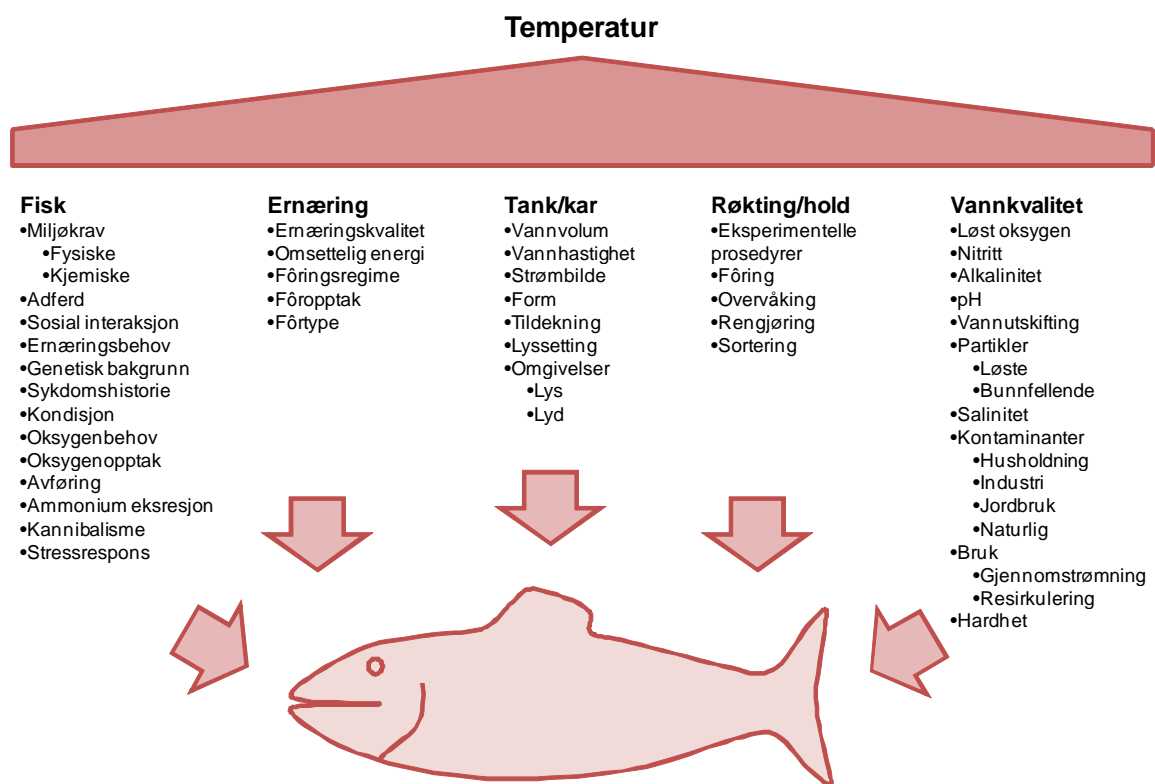 Temperatur
Fisk
•Miljøkrav
•Fysiske
•Kjemiske
•Adferd
•Sosial interaksjon
•Ernæringsbehov
•Genetisk bakgrunn
•Sykdomshistorie
•Kondisjon
•Oksygenbehov
•Oksygenopptak
•Avføring
•Ammonium eksresjon
•Kannibalisme
•Stressrespons
Ernæring
•Ernæringskvalitet
•Omsettelig energi
•Fôringsregime
•Fôropptak
•Fôrtype
Tank/kar
•Vannvolum
•Vannhastighet
•Strømbilde
•Form
•Tildekning
•Lyssetting
•Omgivelser
•Lys
•Lyd
Røkting/hold
•Eksperimentelle
prosedyrer
•Fôring
•Overvåking
•Rengjøring
•Sortering
Vannkvalitet
•Løst oksygen
•Nitritt
•Alkalinitet
•pH
•Vannutskifting
•Partikler
•Løste
•Bunnfellende
•Salinitet
•Kontaminanter
•Husholdning
•Industri
•Jordbruk
•Naturlig
•Bruk
•Gjennomstrømning
•Resirkulering
•Hardhet